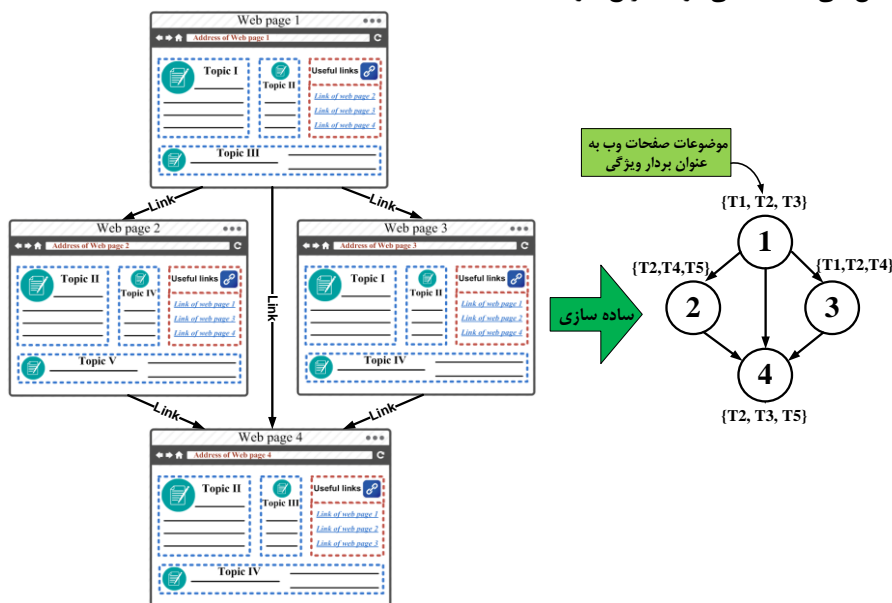 Web page 1
Address of Web page 1
Topic I
Topic II
Useful links
Link of web page 2
Link of web page 3
Link of web page 4
Topic III
Link
Link
Link
Web page 2
Address of Web page 2
Topic II
Topic IV
Useful links
Link of web page 1
Link of web page 3
Link of web page 4
Topic V
Web page 3
Address of Web page 3
Topic I
Topic II
Useful links
Link of web page 1
Link of web page 2
Link of web page 4
Topic IV
Link
Link
Web page 4
Address of Web page 4
Topic II
Topic III
Useful links
Link of web page 1
Link of web page 2
Link of web page 3
Topic IV
ساده سازی
موضوعات صفحات وب به
عنوان بردار ویژگی
{T1, T2, T3}
1
{T2,T4,T5}
2
{T1,T2,T4}
3
4
{T2, T3, T5}